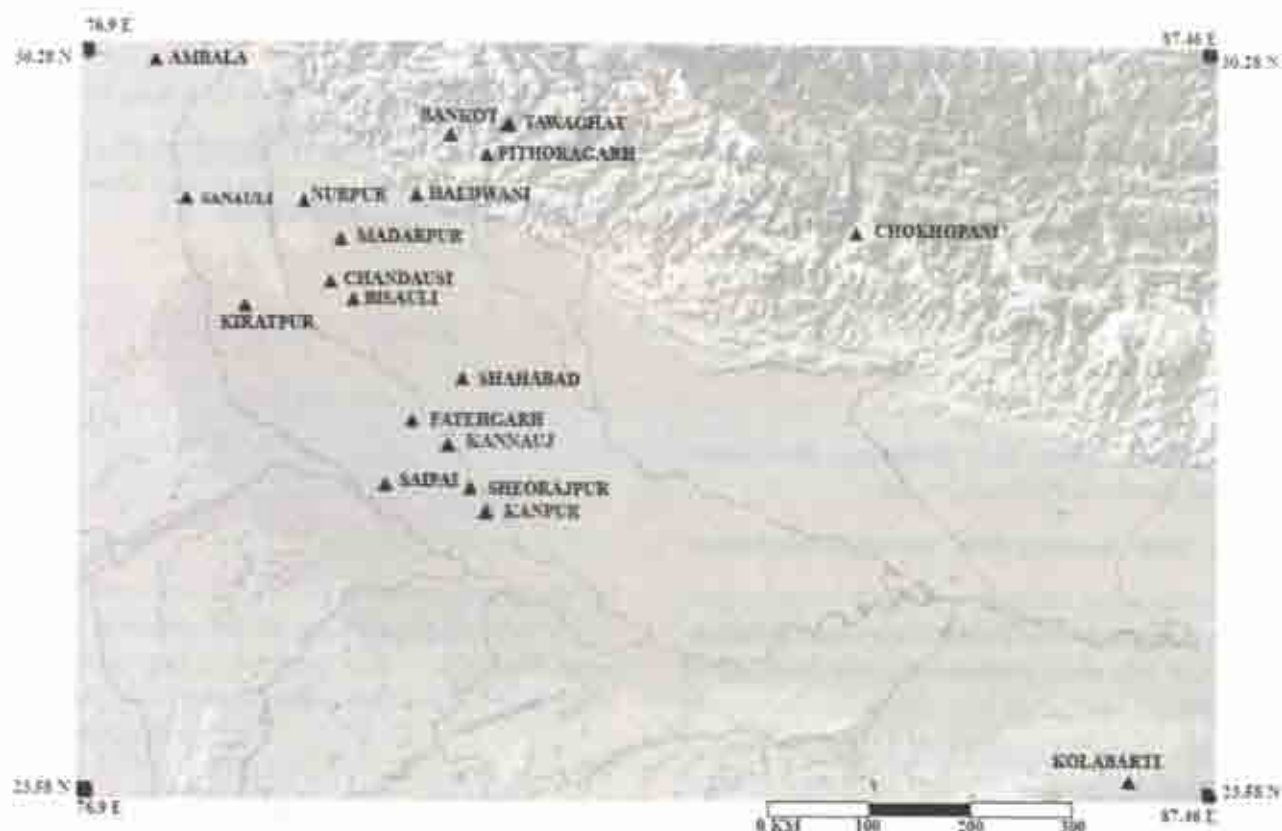 76.9 E
87.46 E
30.28 N
30.28 N
AMBALA
BANKOT
TAWAGHAT
PITHORAGARH
SANAULI
NURPUR
HALDWANI
MADARPUR
CHOKHOPANI
CHANDAUSI
BISAULI
KIRATPUR
SHAHABAD
FATEHGARH
KANNAUJ
SAIPAI
SHEORAJPUR
KANPUR
KOLABARTI
23.58 N
23.58 N
76.9 E
0 KM 100 200 300
87.46 E